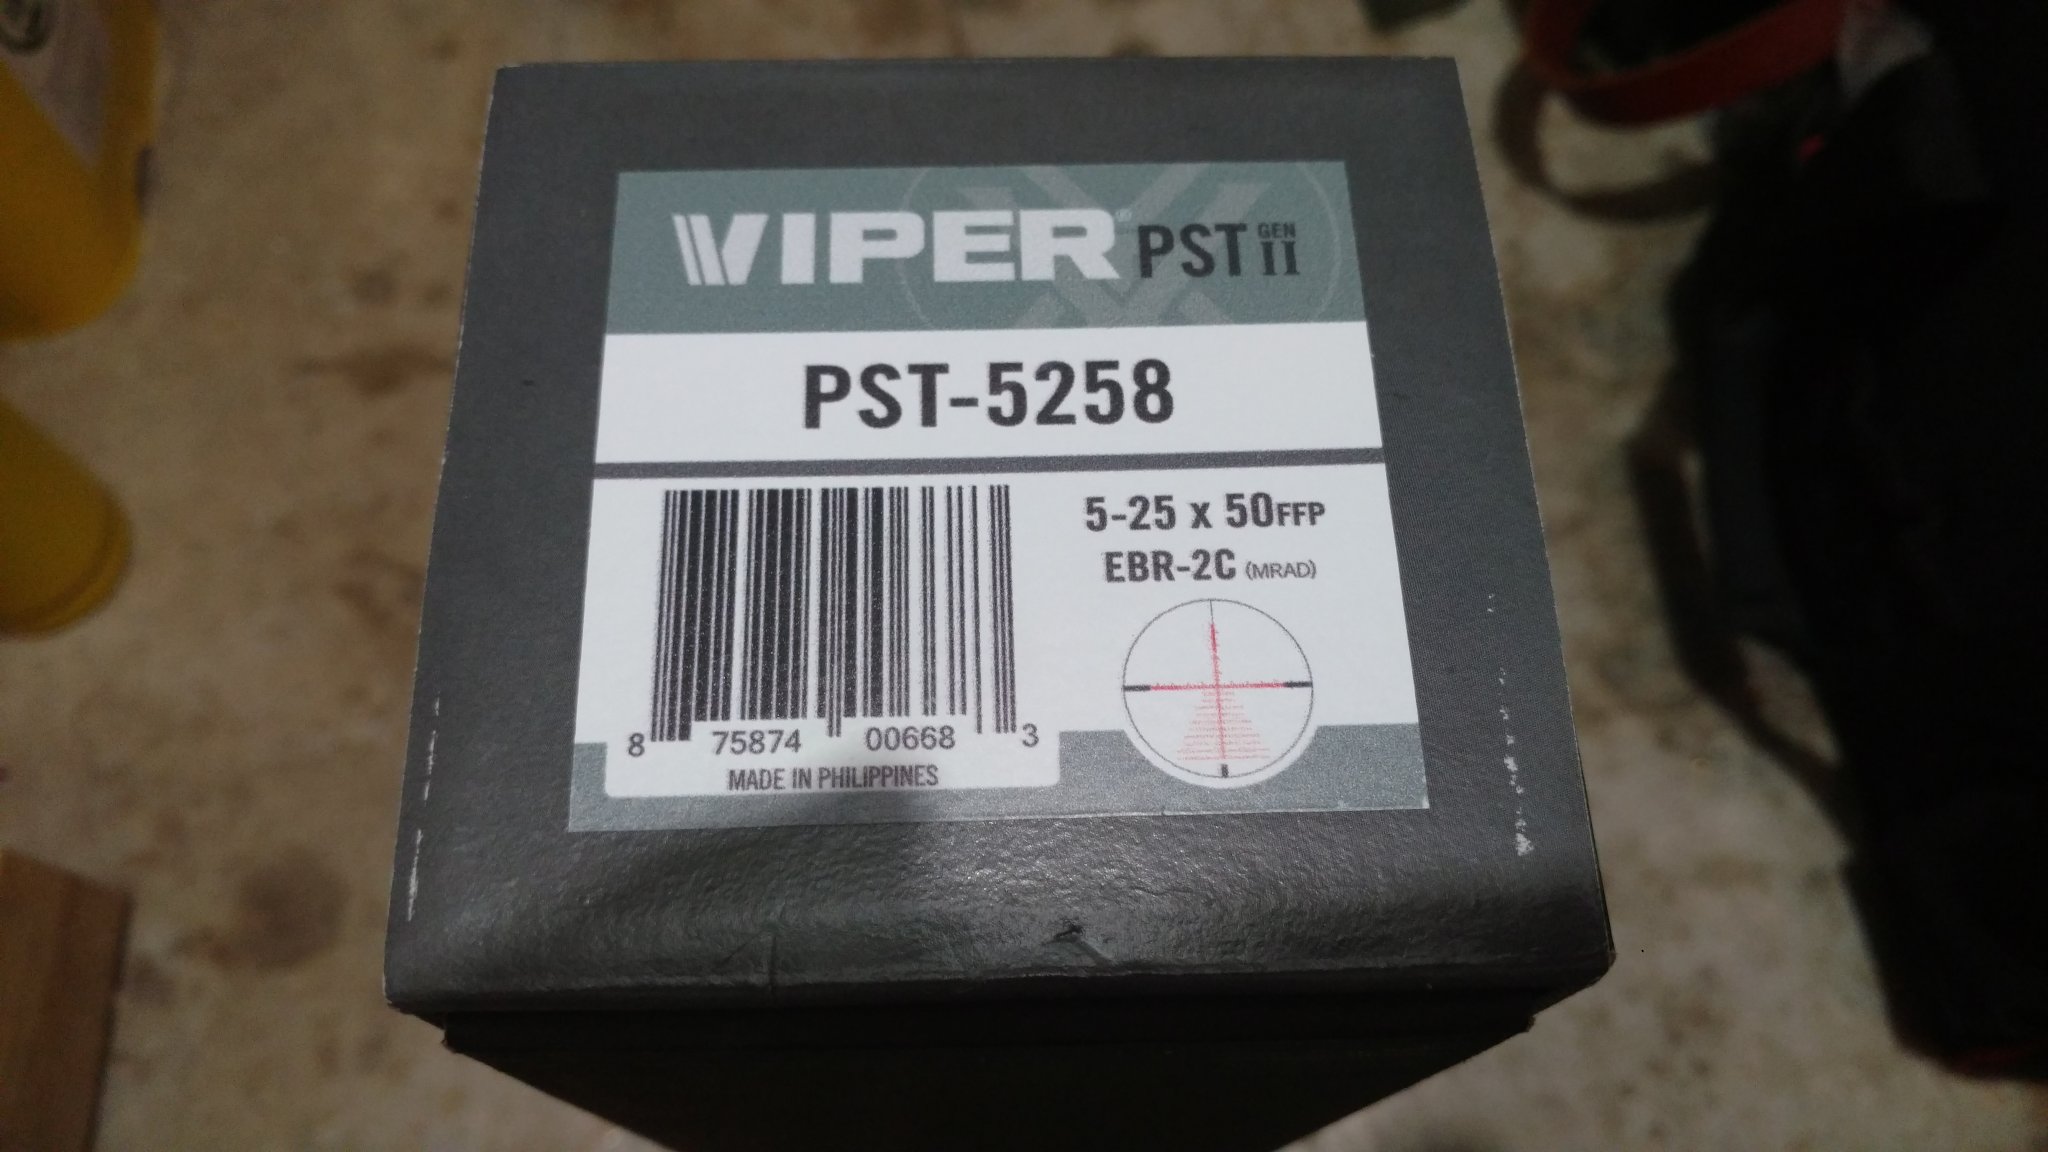 VIPER® PST GEN II
PST-5258
5-25 x 50FFP
EBR-2C (MRAD)
8 75874 00668 3
MADE IN PHILIPPINES